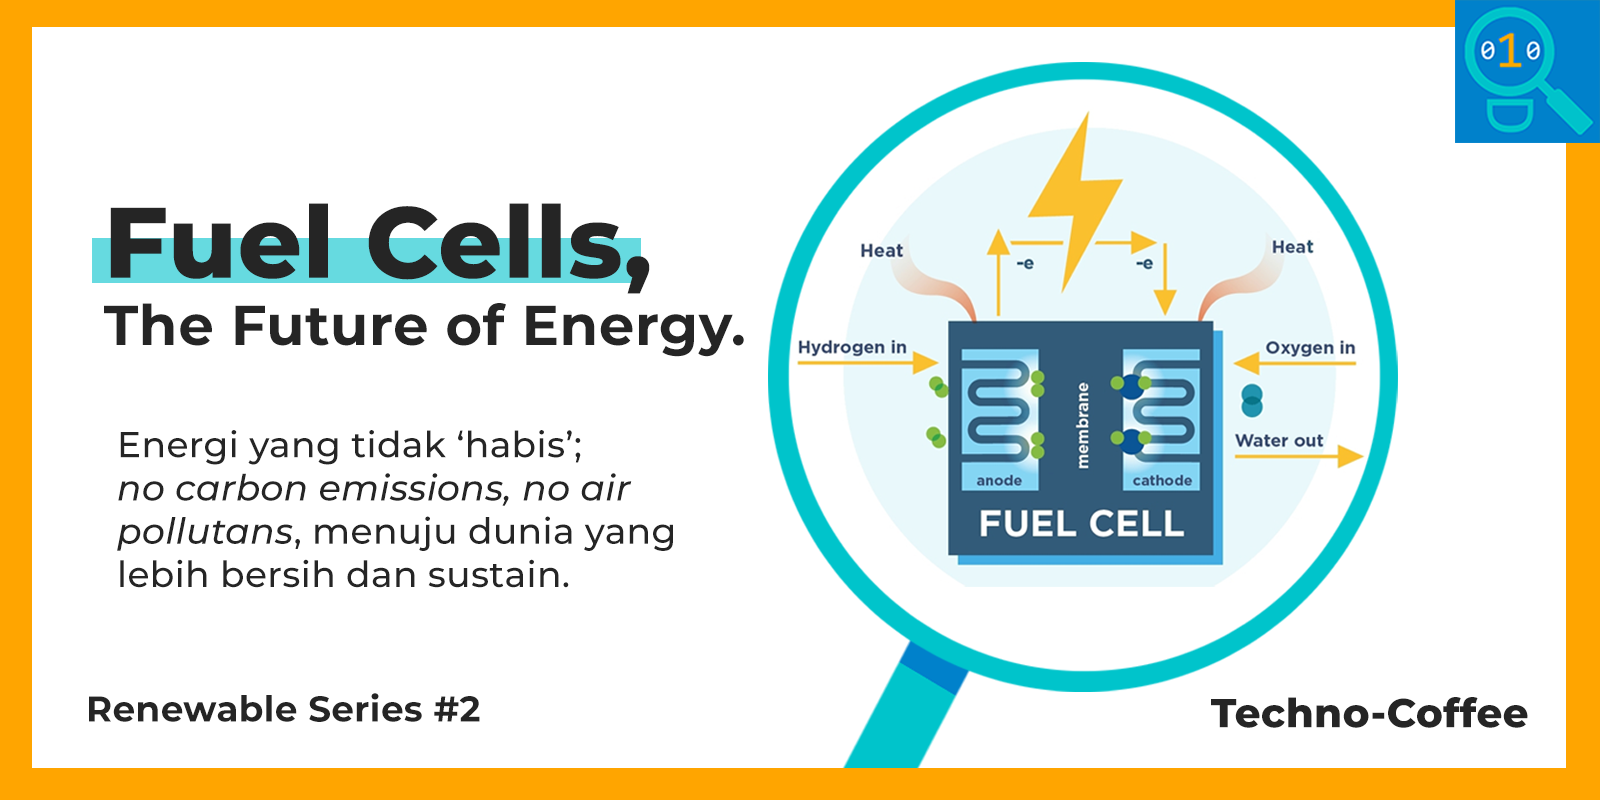 010
Fuel Cells,
The Future of Energy.
Energi yang tidak ‘habis’;
no carbon emissions, no air
pollutans, menuju dunia yang
lebih bersih dan sustain.
Renewable Series #2
Heat
Heat
-e
-e
Hydrogen in
Oxygen in
Water out
membrane
anode
cathode
FUEL CELL
Techno-Coffee